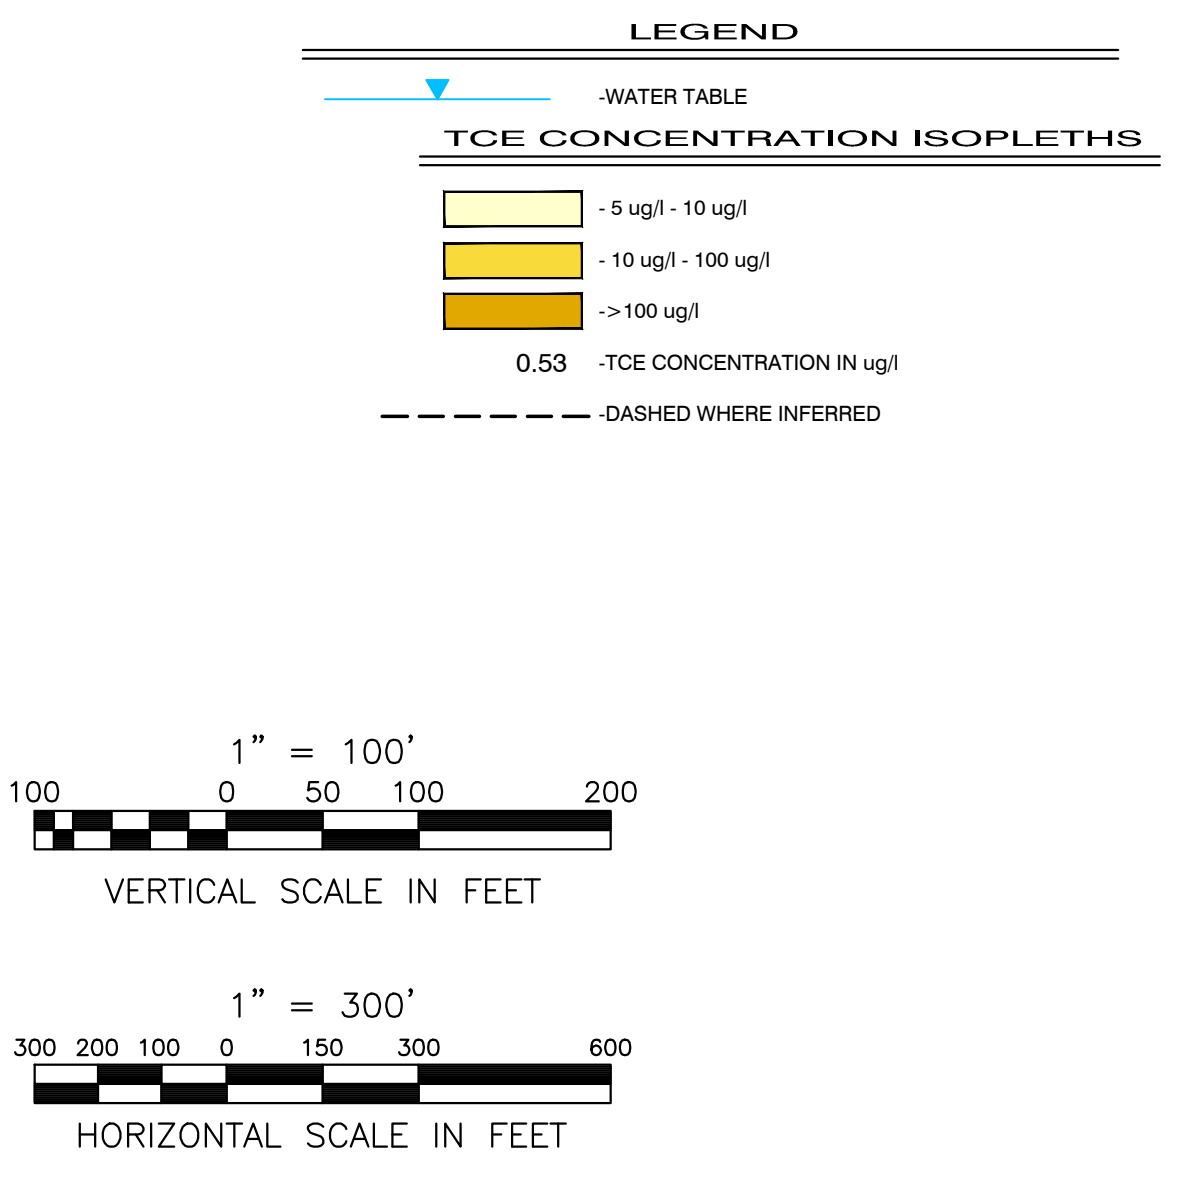 LEGEND
-WATER TABLE
TCE CONCENTRATION ISOPLETHS
- 5 ug/l - 10 ug/l
- 10 ug/l - 100 ug/l
->100 ug/l
0.53 -TCE CONCENTRATION IN ug/l
-DASHED WHERE INFERRED
1" = 100'
100 0 50 100 200
VERTICAL SCALE IN FEET
1" = 300'
300 200 100 0 150 300 600
HORIZONTAL SCALE IN FEET